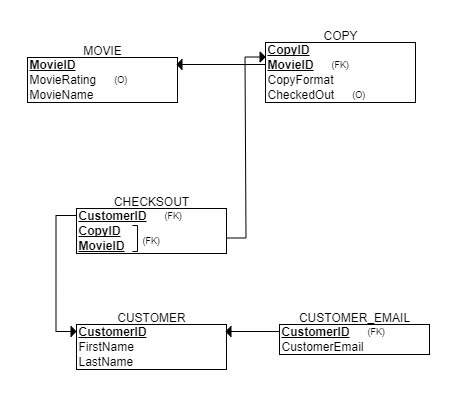 MOVIE
MovieID
MovieRating (O)
MovieName
COPY
CopyID
MovieID (FK)
CopyFormat
CheckedOut (O)
CHECKSOUT
CustomerID (FK)
CopyID
MovieID
(FK)
CUSTOMER
CustomerID
FirstName
LastName
CUSTOMER_EMAIL
CustomerID (FK)
CustomerEmail